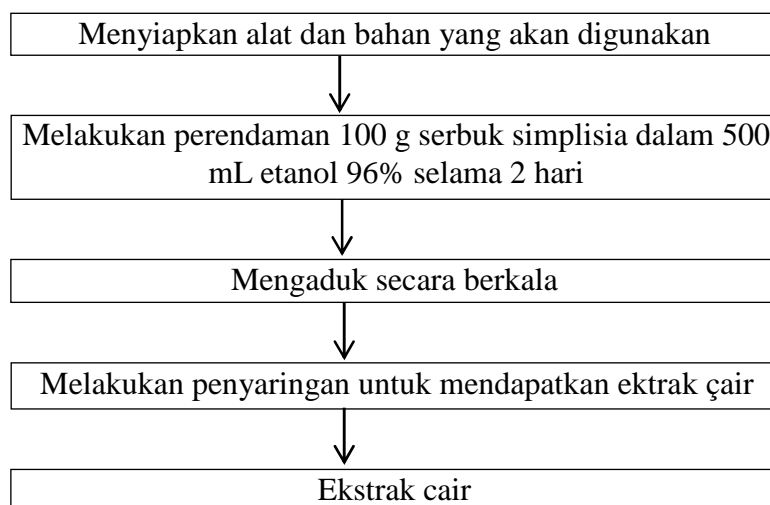 Menyiapkan alat dan bahan yang akan digunakan
Melakukan perendaman 100 g serbuk simplisia dalam 500
mL etanol 96% selama 2 hari
Mengaduk secara berkala
Melakukan penyaringan untuk mendapatkan ektrak çair
Ekstrak cair